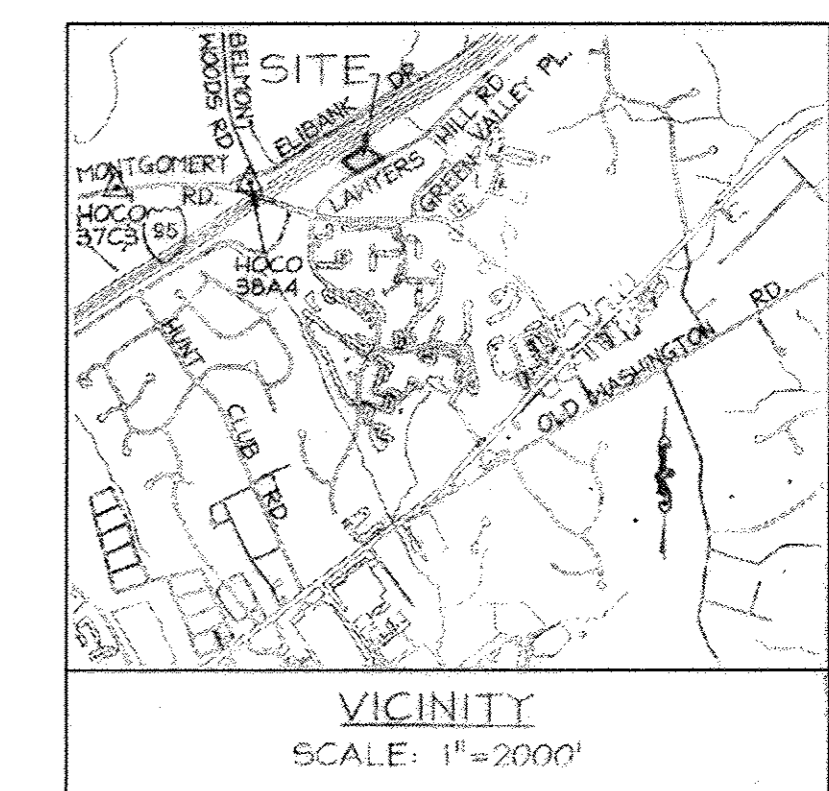 BELMONT
WOODS RD
SITE
ELIBANK DR.
MONTGOMERY
RD.
LAWYERS HILL RD.
GREEN VALLEY PL.
HOCO
37C3
95
HOCO
38A4
HUNT CLUB RD
OLD WASHINGTON RD.
VICINITY
SCALE: 1"=2000'